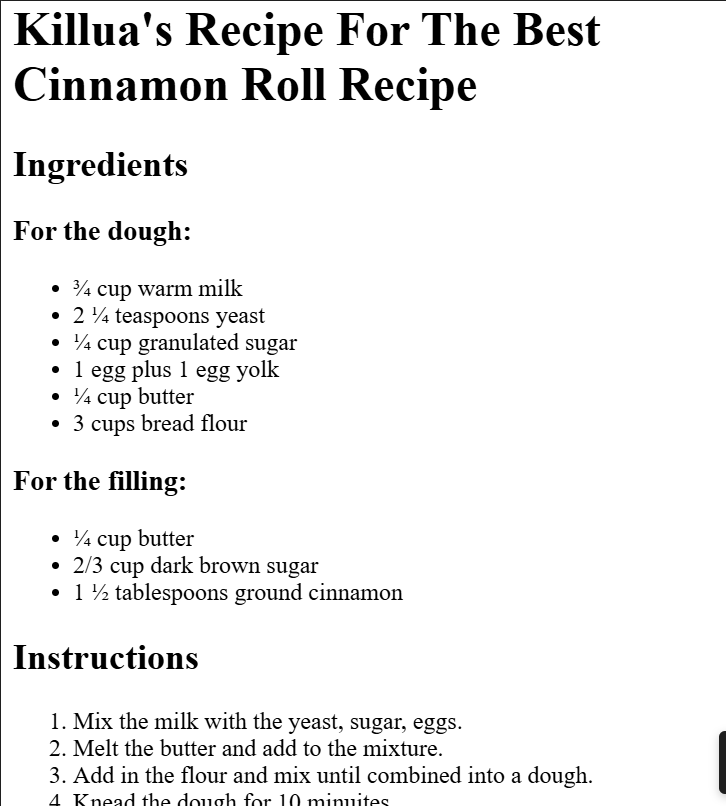 Killua's Recipe For The Best
Cinnamon Roll Recipe
Ingredients
For the dough:
• ¾ cup warm milk
• 2 ¼ teaspoons yeast
• ¼ cup granulated sugar
• 1 egg plus 1 egg yolk
• ¼ cup butter
• 3 cups bread flour
For the filling:
• ¼ cup butter
• 2/3 cup dark brown sugar
• 1 ½ tablespoons ground cinnamon
Instructions
1. Mix the milk with the yeast, sugar, eggs.
2. Melt the butter and add to the mixture.
3. Add in the flour and mix until combined into a dough.
4. Knead the dough for 10 minuites